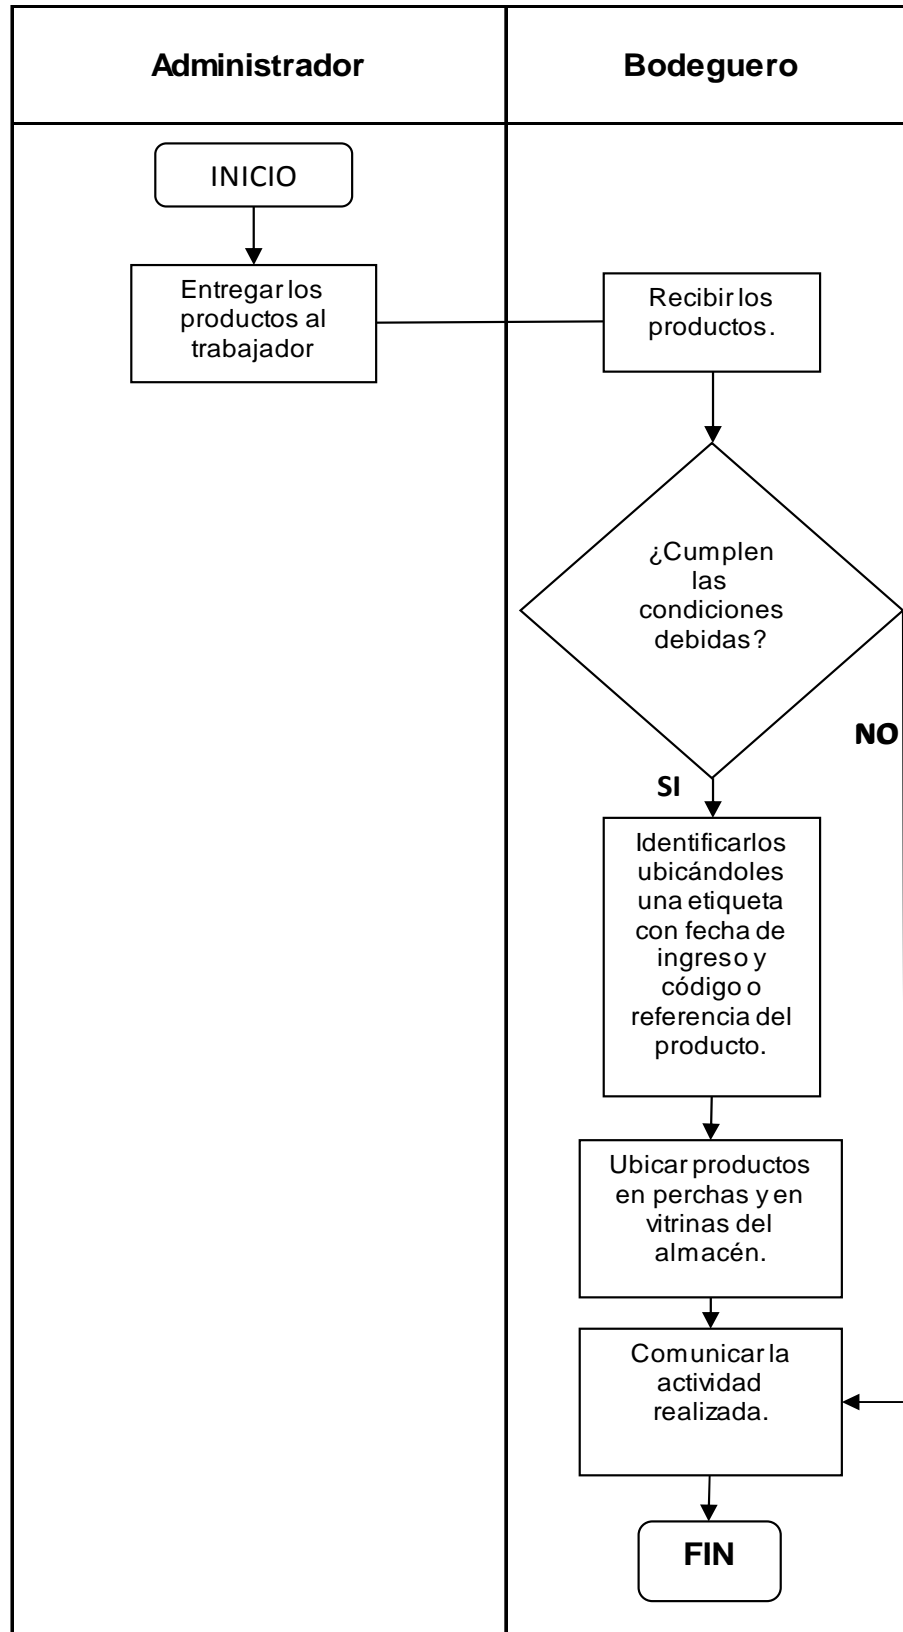 Administrador
Bodeguero
INICIO
Entregar los
productos al
trabajador
Recibir los
productos.
¿Cumplen
las
condiciones
debidas?
NO
SI
Identificarlos
ubicándoles
una etiqueta
con fecha de
ingreso y
código o
referencia del
producto.
Ubicar productos
en perchas y en
vitrinas del
almacén.
Comunicar la
actividad
realizada.
FIN